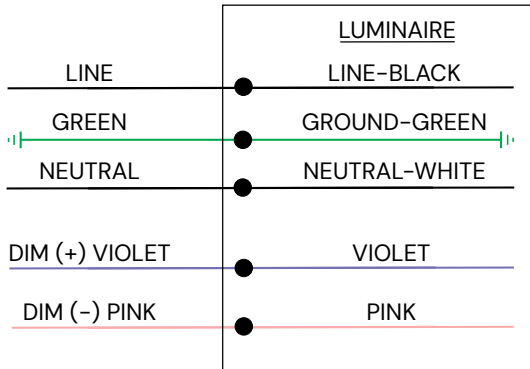 LUMINAIRE
LINE LINE-BLACK
GREEN GROUND-GREEN
NEUTRAL NEUTRAL-WHITE
DIM (+) VIOLET VIOLET
DIM (-) PINK PINK